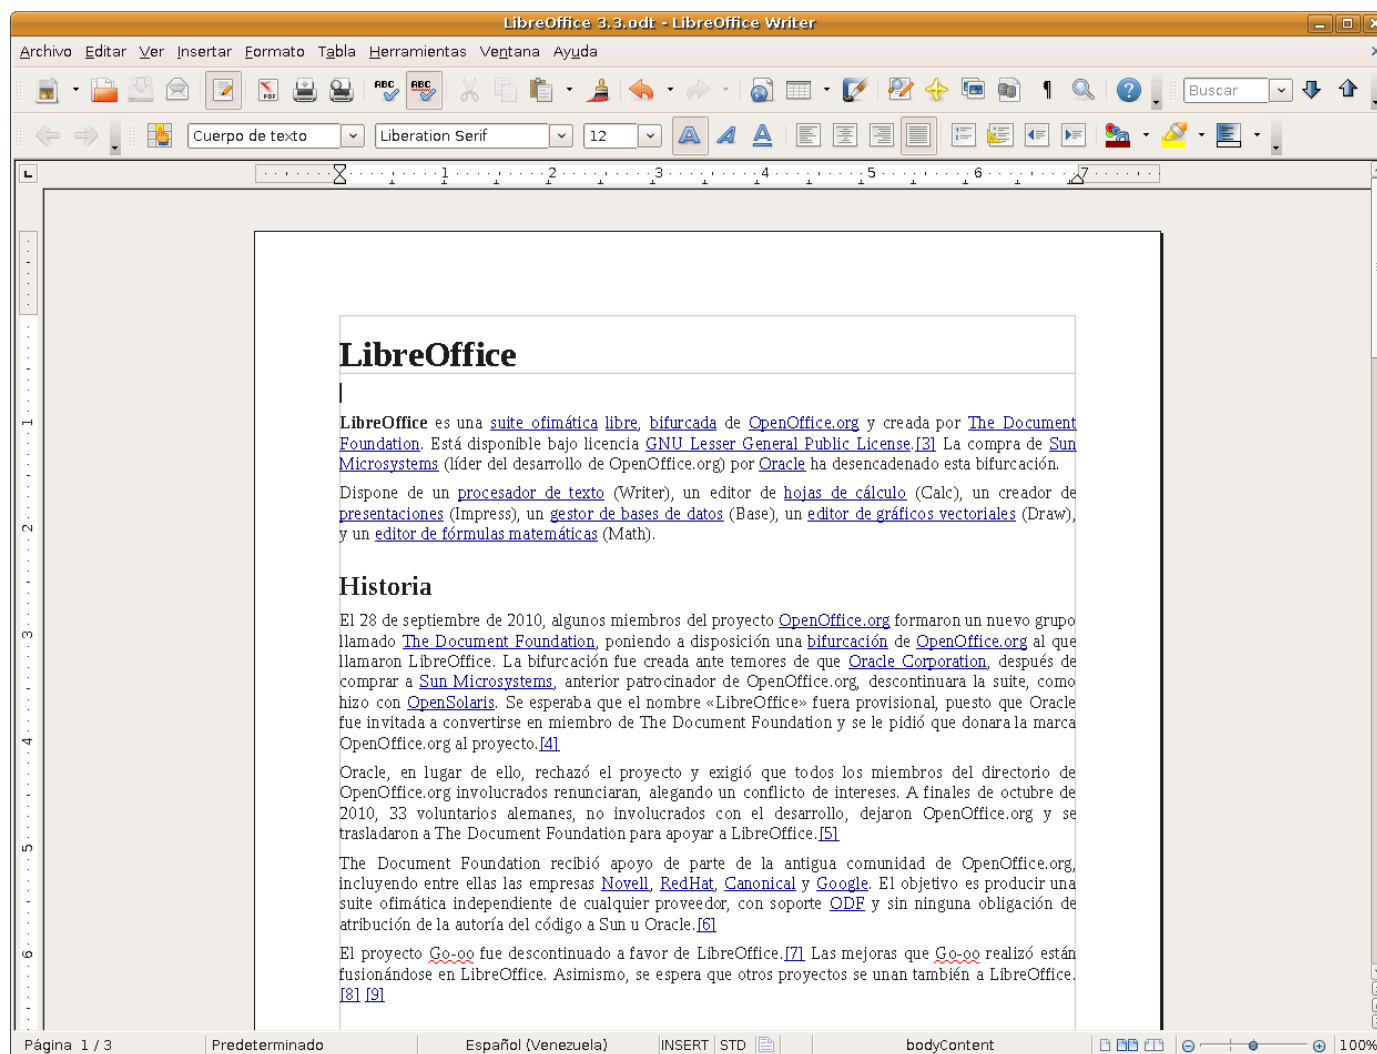 LibreOffice 3.3.odt - LibreOffice Writer
Archivo Editar Ver Insertar Formato Tabla Herramientas Ventana Ayuda
PDF ABC ABC Buscar
Cuerpo de texto Liberation Serif 12
1 2 3 4 5 6 7
LibreOffice
LibreOffice es una suite ofimática libre, bifurcada de OpenOffice.org y creada por The Document
Foundation. Está disponible bajo licencia GNU Lesser General Public License.[3] La compra de Sun
Microsystems (líder del desarrollo de OpenOffice.org) por Oracle ha desencadenado esta bifurcación.
Dispone de un procesador de texto (Writer), un editor de hojas de cálculo (Calc), un creador de
presentaciones (Impress), un gestor de bases de datos (Base), un editor de gráficos vectoriales (Draw),
y un editor de fórmulas matemáticas (Math).
Historia
El 28 de septiembre de 2010, algunos miembros del proyecto OpenOffice.org formaron un nuevo grupo
llamado The Document Foundation, poniendo a disposición una bifurcación de OpenOffice.org al que
llamaron LibreOffice. La bifurcación fue creada ante temores de que Oracle Corporation, después de
comprar a Sun Microsystems, anterior patrocinador de OpenOffice.org, descontinuara la suite, como
hizo con OpenSolaris. Se esperaba que el nombre «LibreOffice» fuera provisional, puesto que Oracle
fue invitada a convertirse en miembro de The Document Foundation y se le pidió que donara la marca
OpenOffice.org al proyecto.[4]
Oracle, en lugar de ello, rechazó el proyecto y exigió que todos los miembros del directorio de
OpenOffice.org involucrados renunciaran, alegando un conflicto de intereses. A finales de octubre de
2010, 33 voluntarios alemanes, no involucrados con el desarrollo, dejaron OpenOffice.org y se
trasladaron a The Document Foundation para apoyar a LibreOffice.[5]
The Document Foundation recibió apoyo de parte de la antigua comunidad de OpenOffice.org,
incluyendo entre ellas las empresas Novell, RedHat, Canonical y Google. El objetivo es producir una
suite ofimática independiente de cualquier proveedor, con soporte ODF y sin ninguna obligación de
atribución de la autoría del código a Sun u Oracle.[6]
El proyecto Go-oo fue descontinuado a favor de LibreOffice.[7] Las mejoras que Go-oo realizó están
fusionándose en LibreOffice. Asimismo, se espera que otros proyectos se unan también a LibreOffice.
[8] [9]
1
2
3
4
5
6
Página 1 / 3 Predeterminado Español (Venezuela) INSERT STD bodyContent 100%